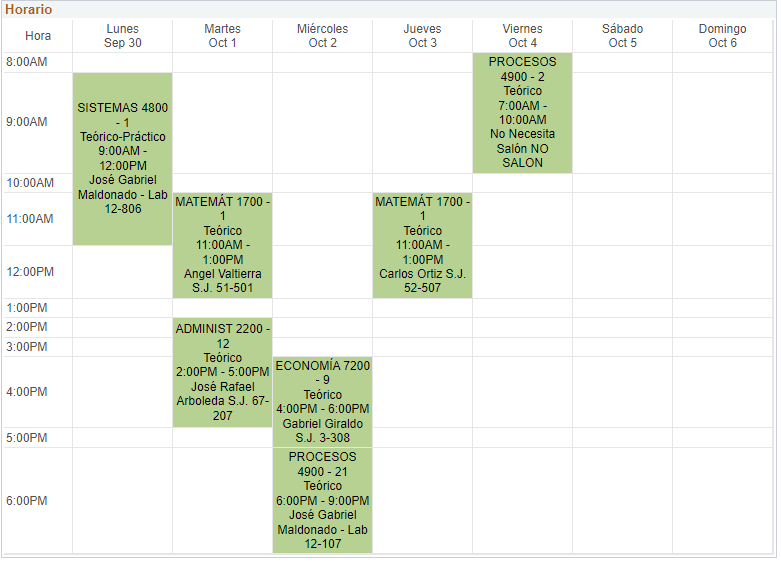 Horario
Hora
Lunes
Sep 30
Martes
Oct 1
Miércoles
Oct 2
Jueves
Oct 3
Viernes
Oct 4
Sábado
Oct 5
Domingo
Oct 6
8:00AM
PROCESOS
4900 - 2
Teórico
7:00AM -
10:00AM
No Necesita
Salón NO
SALON
9:00AM
SISTEMAS 4800
- 1
Teórico-Práctico
9:00AM -
12:00PM
José Gabriel
Maldonado - Lab
12-806
10:00AM
11:00AM
MATEMÁT 1700 -
1
Teórico
11:00AM -
1:00PM
Angel Valtierra
S.J. 51-501
MATEMÁT 1700 -
1
Teórico
11:00AM -
1:00PM
Carlos Ortiz S.J.
52-507
12:00PM
1:00PM
2:00PM
ADMINIST 2200 -
12
Teórico
2:00PM - 5:00PM
José Rafael
Arboleda S.J. 67-
207
3:00PM
4:00PM
ECONOMÍA 7200
- 9
Teórico
4:00PM - 6:00PM
Gabriel Giraldo
S.J. 3-308
5:00PM
6:00PM
PROCESOS
4900 - 21
Teórico
6:00PM - 9:00PM
José Gabriel
Maldonado - Lab
12-107